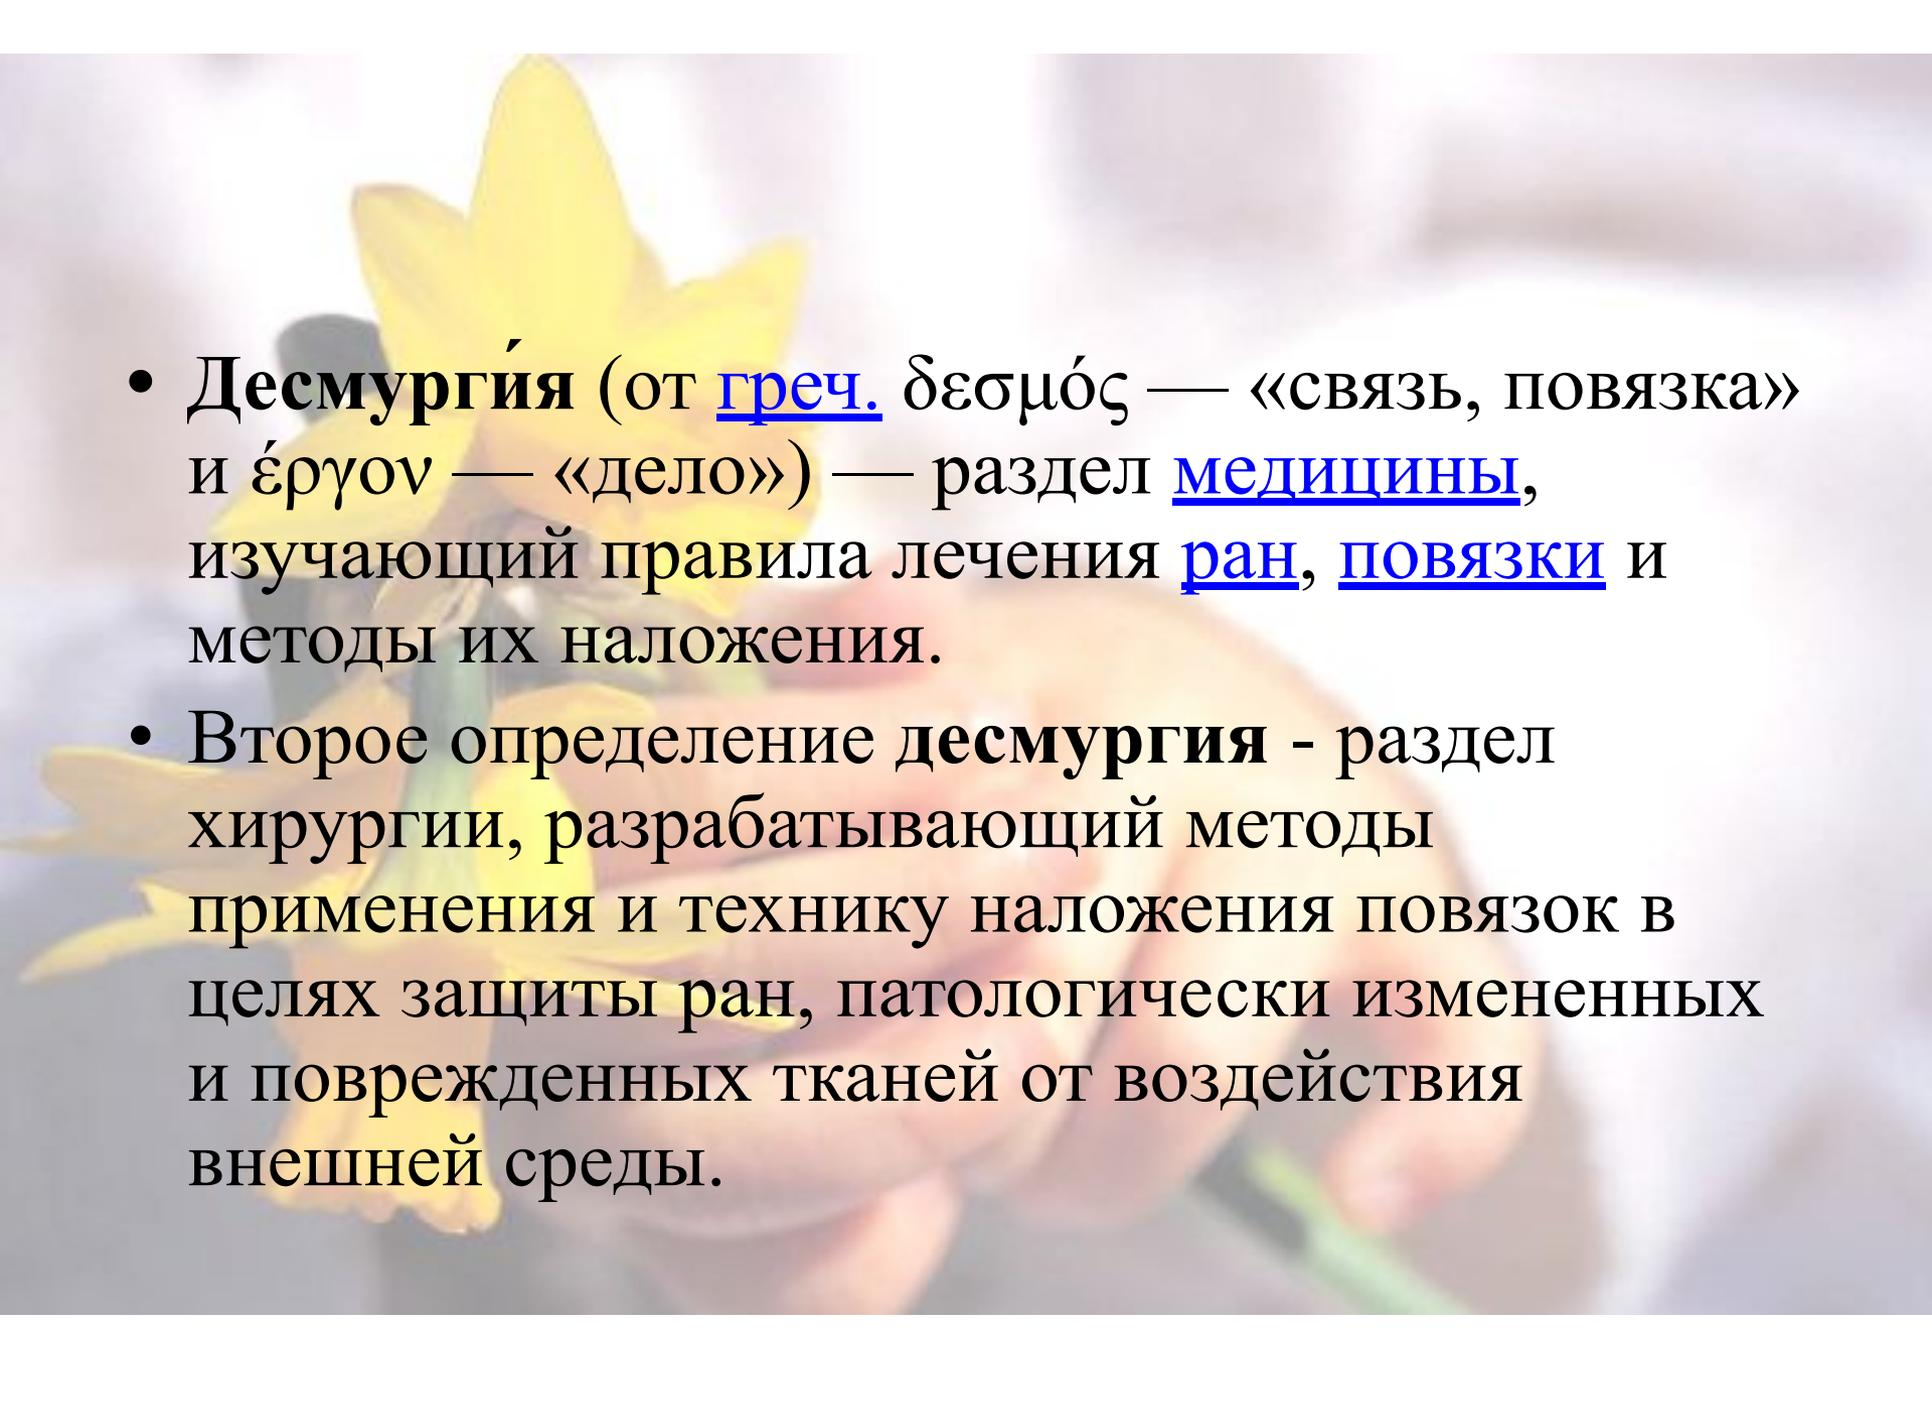 • Десмурги́я (от греч. δεσμός — «связь, повязка»
и έργον — «дело») — раздел медицины,
изучающий правила лечения ран, повязки и
методы их наложения.
• Второе определение десмургия - раздел
хирургии, разрабатывающий методы
применения и технику наложения повязок в
целях защиты ран, патологически измененных
и поврежденных тканей от воздействия
внешней среды.